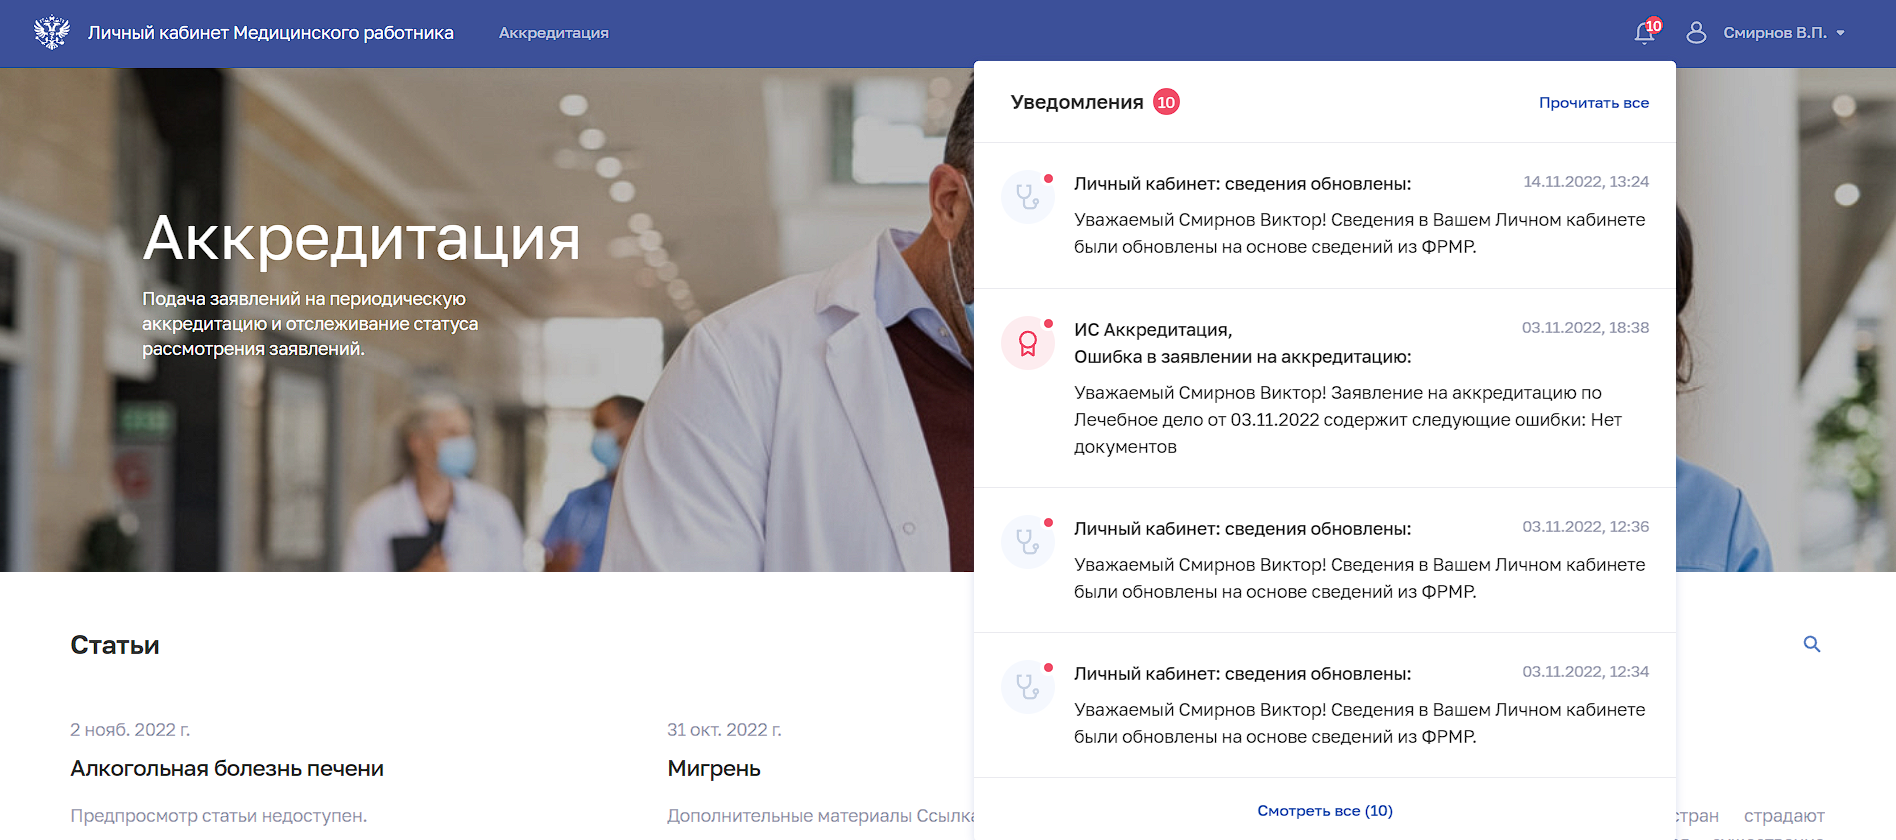 Личный кабинет Медицинского работника
Аккредитация
10
Смирнов В.П.
Аккредитация
Подача заявлений на периодическую
аккредитацию и отслеживание статуса
рассмотрения заявлений.
Уведомления 10
Прочитать все
Личный кабинет: сведения обновлены:
14.11.2022, 13:24
Уважаемый Смирнов Виктор! Сведения в Вашем Личном кабинете
были обновлены на основе сведений из ФРМР.
ИС Аккредитация,
03.11.2022, 18:38
Ошибка в заявлении на аккредитацию:
Уважаемый Смирнов Виктор! Заявление на аккредитацию по
Лечебное дело от 03.11.2022 содержит следующие ошибки: Нет
документов
Личный кабинет: сведения обновлены:
03.11.2022, 12:36
Уважаемый Смирнов Виктор! Сведения в Вашем Личном кабинете
были обновлены на основе сведений из ФРМР.
Личный кабинет: сведения обновлены:
03.11.2022, 12:34
Уважаемый Смирнов Виктор! Сведения в Вашем Личном кабинете
были обновлены на основе сведений из ФРМР.
Смотреть все (10)
Статьи
2 нояб. 2022 г.
Алкогольная болезнь печени
Предпросмотр статьи недоступен.
31 окт. 2022 г.
Мигрень
Дополнительные материалы Ссылка
стран страдают